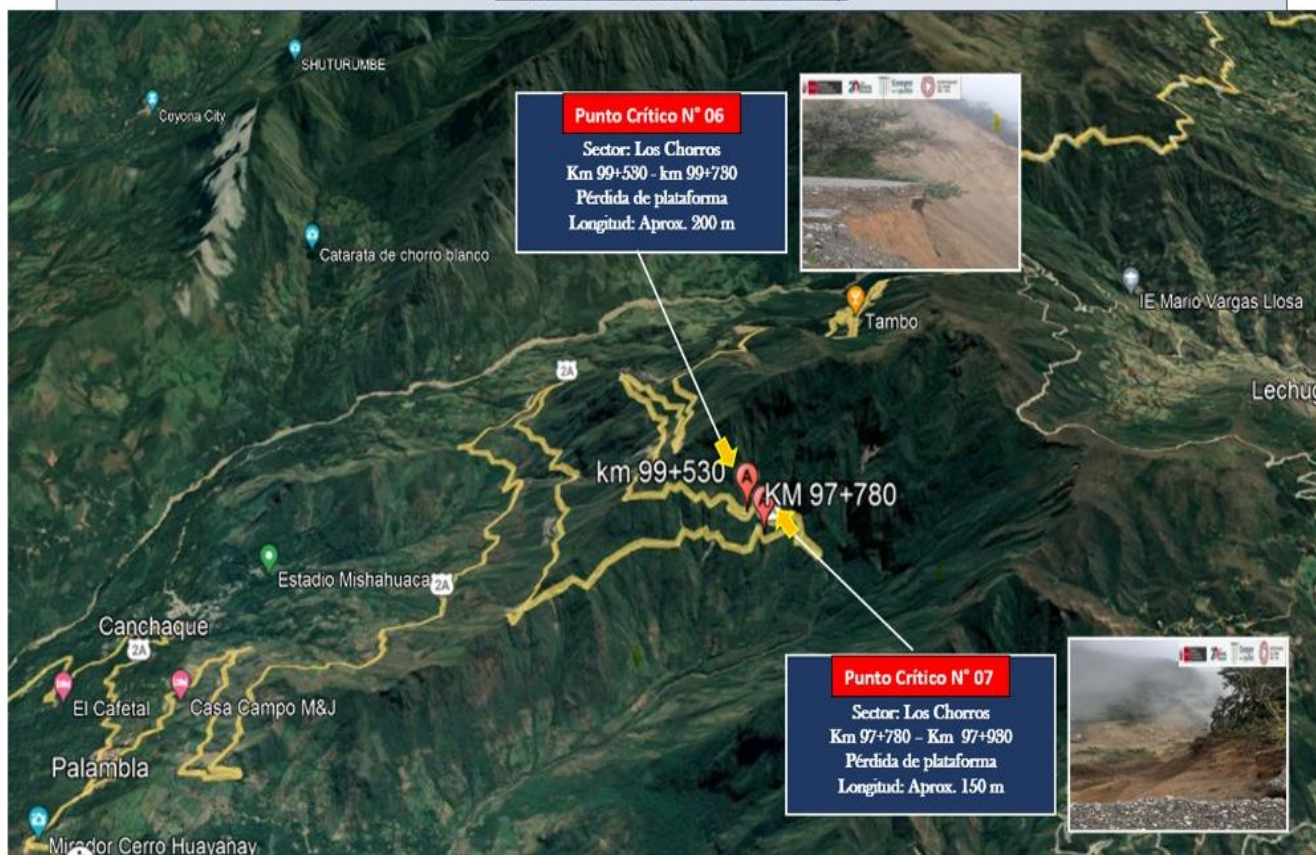 SHUTURUMBE
Coyona City
Catarata de chorro blanco
Punto Crítico N° 06
Sector: Los Chorros
Km 99+530 - km 99+730
Pérdida de plataforma
Longitud: Aprox. 200 m
Tambo
IE Mario Vargas Llosa
Lechug
2A
km 99+530
A
KM 97+780
Estadio Mishahuaca
2A
Canchaque
2A
El Cafetal
Casa Campo M&J
Palambla
Mirador Cerro Huayanay
Punto Crítico N° 07
Sector: Los Chorros
Km 97+780 – Km 97+930
Pérdida de plataforma
Longitud: Aprox. 150 m